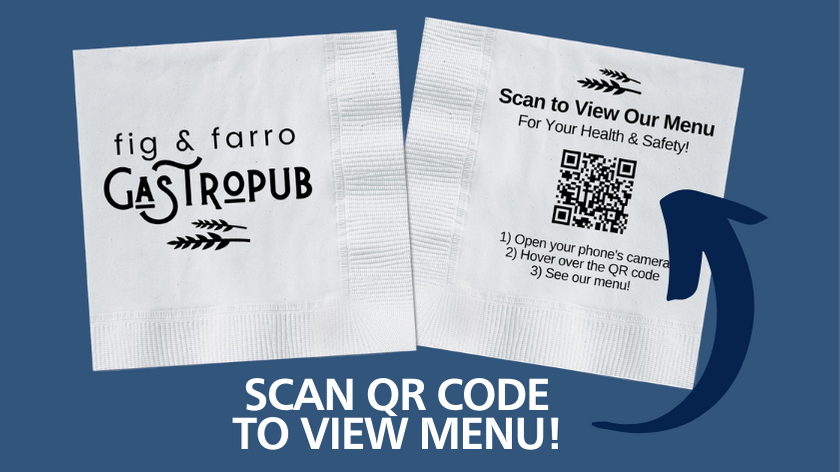 fig & farro
GASTROPUB
Scan to View Our Menu
For Your Health & Safety!
1) Open your phone's camera
2) Hover over the QR code
3) See our menu!
SCAN QR CODE
TO VIEW MENU!